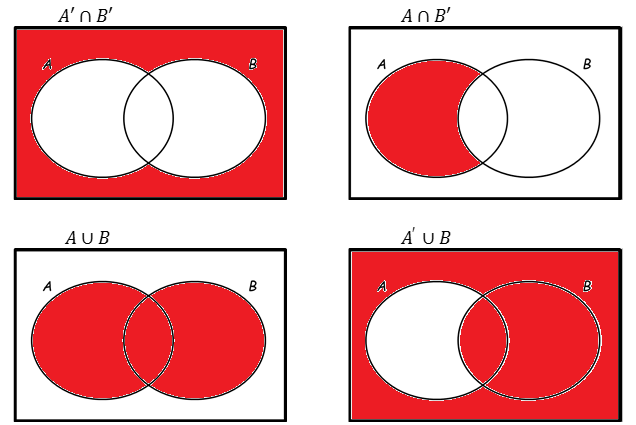 A′ ∩ B′
A B
A ∩ B′
A B
A ∪ B
A B
A′ ∪ B
A B